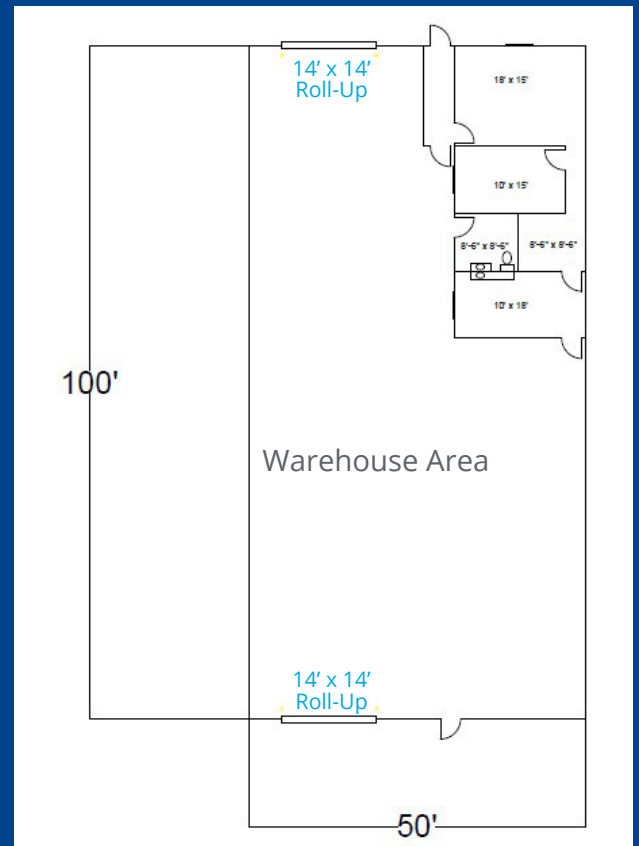 14’ x 14’
Roll-Up
18' x 15'
10' x 15'
8'-6" x 8'-6"
8'-6" x 8'-6"
10' x 18'
100'
Warehouse Area
14’ x 14’
Roll-Up
50'